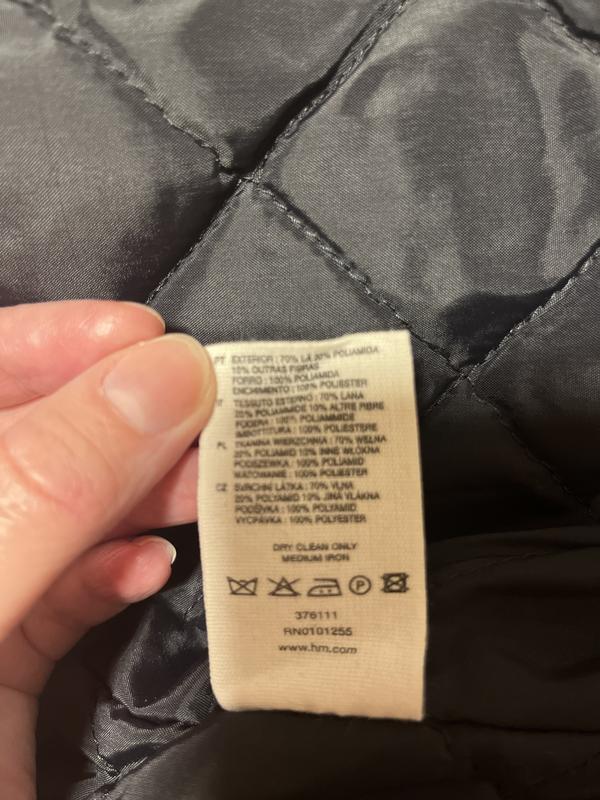 PT EXTERIOR : 70% LÃ 20% POLIAMIDA
10% OUTRAS FIBRAS
FORRO : 100% POLIAMIDA
ENCHIMENTO : 100% POLIESTER
IT TESSUTO ESTERNO : 70% LANA
20% POLIAMMIDE 10% ALTRE FIBRE
FODERA : 100% POLIAMMIDE
IMBOTTITURA : 100% POLIESTERE
PL TKANINA WIERZCHNIA : 70% WEŁNA
20% POLIAMID 10% INNE WŁÓKNA
PODSZEWKA : 100% POLIAMID
WATOWANIE : 100% POLIESTER
CZ SVRCHNÍ LÁTKA : 70% VLNA
20% POLYAMID 10% JINÁ VLÁKNA
PODŠÍVKA : 100% POLYAMID
VYCPÁVKA : 100% POLYESTER
DRY CLEAN ONLY
MEDIUM IRON
P
376111
RN0101255
www.hm.com